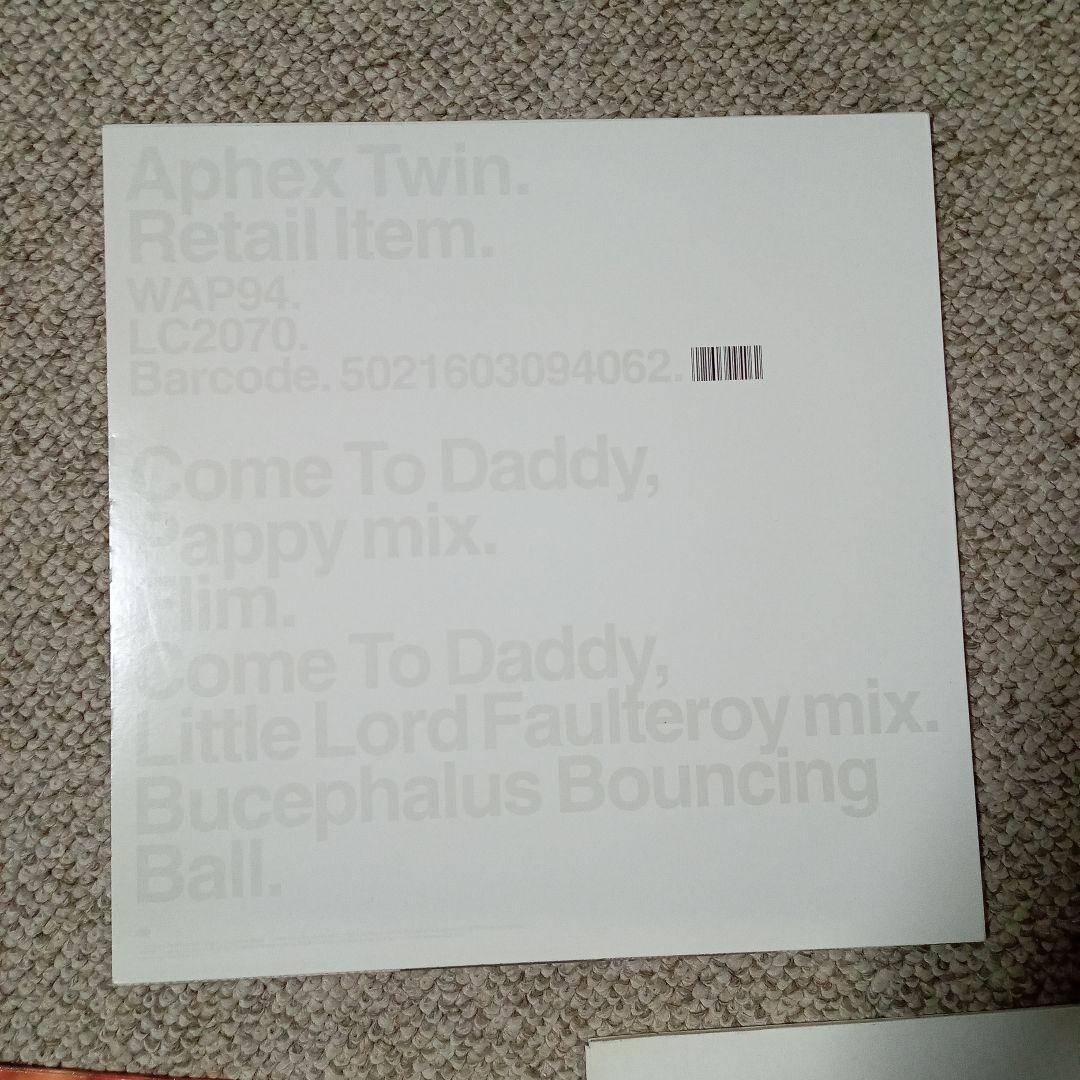 Aphex Twin.
Retail Item.
WAP94.
LC2070.
Barcode. 5021603094062.
Come To Daddy,
Pappy mix.
Flim.
Come To Daddy,
Little Lord Faulteroy mix.
Bucephalus Bouncing
Ball.